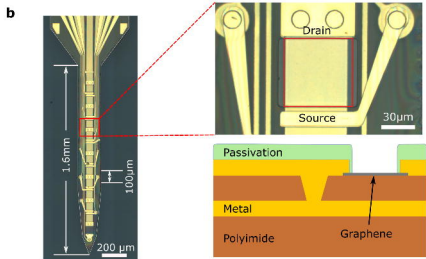 b
Drain
Source
30μm
1.6mm
100μm
200 μm
Passivation
Metal
Polyimide
Graphene